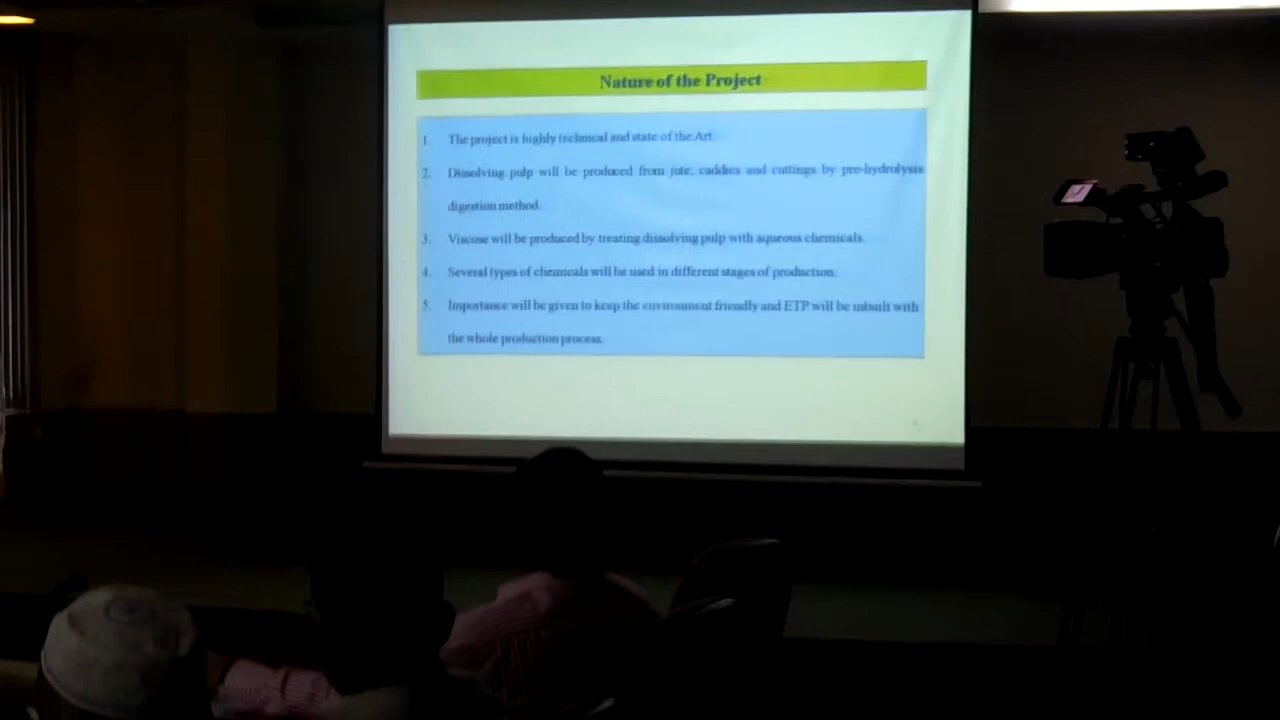 Nature of the Project
1. The project is highly technical and state of the Art.
2. Dissolving pulp will be produced from jute, caddies and cuttings by pre-hydrolysis
digestion method.
3. Viscose will be produced by treating dissolving pulp with aqueous chemicals.
4. Several types of chemicals will be used in different stages of production.
5. Importance will be given to keep the environment friendly and ETP will be inbuilt with
the whole production process.